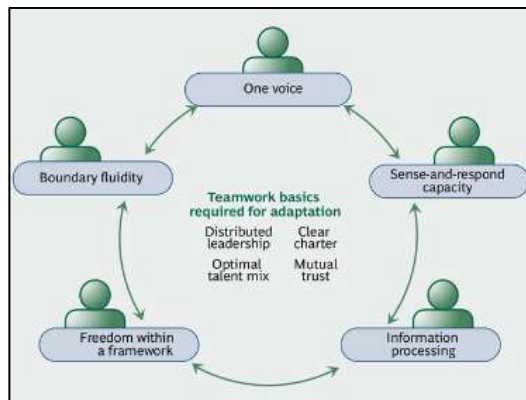 One voice
Boundary fluidity
Sense-and-respond
capacity
Teamwork basics
required for adaptation
Distributed
leadership
Clear
charter
Optimal
talent mix
Mutual
trust
Freedom within
a framework
Information
processing